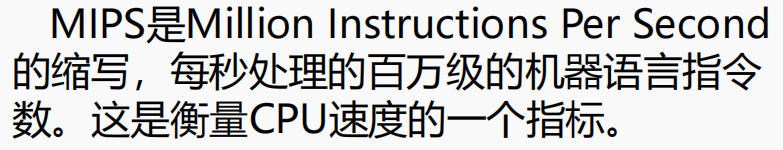 MIPS是Million Instructions Per Second
的缩写，每秒处理的百万级的机器语言指令
数。这是衡量CPU速度的一个指标。